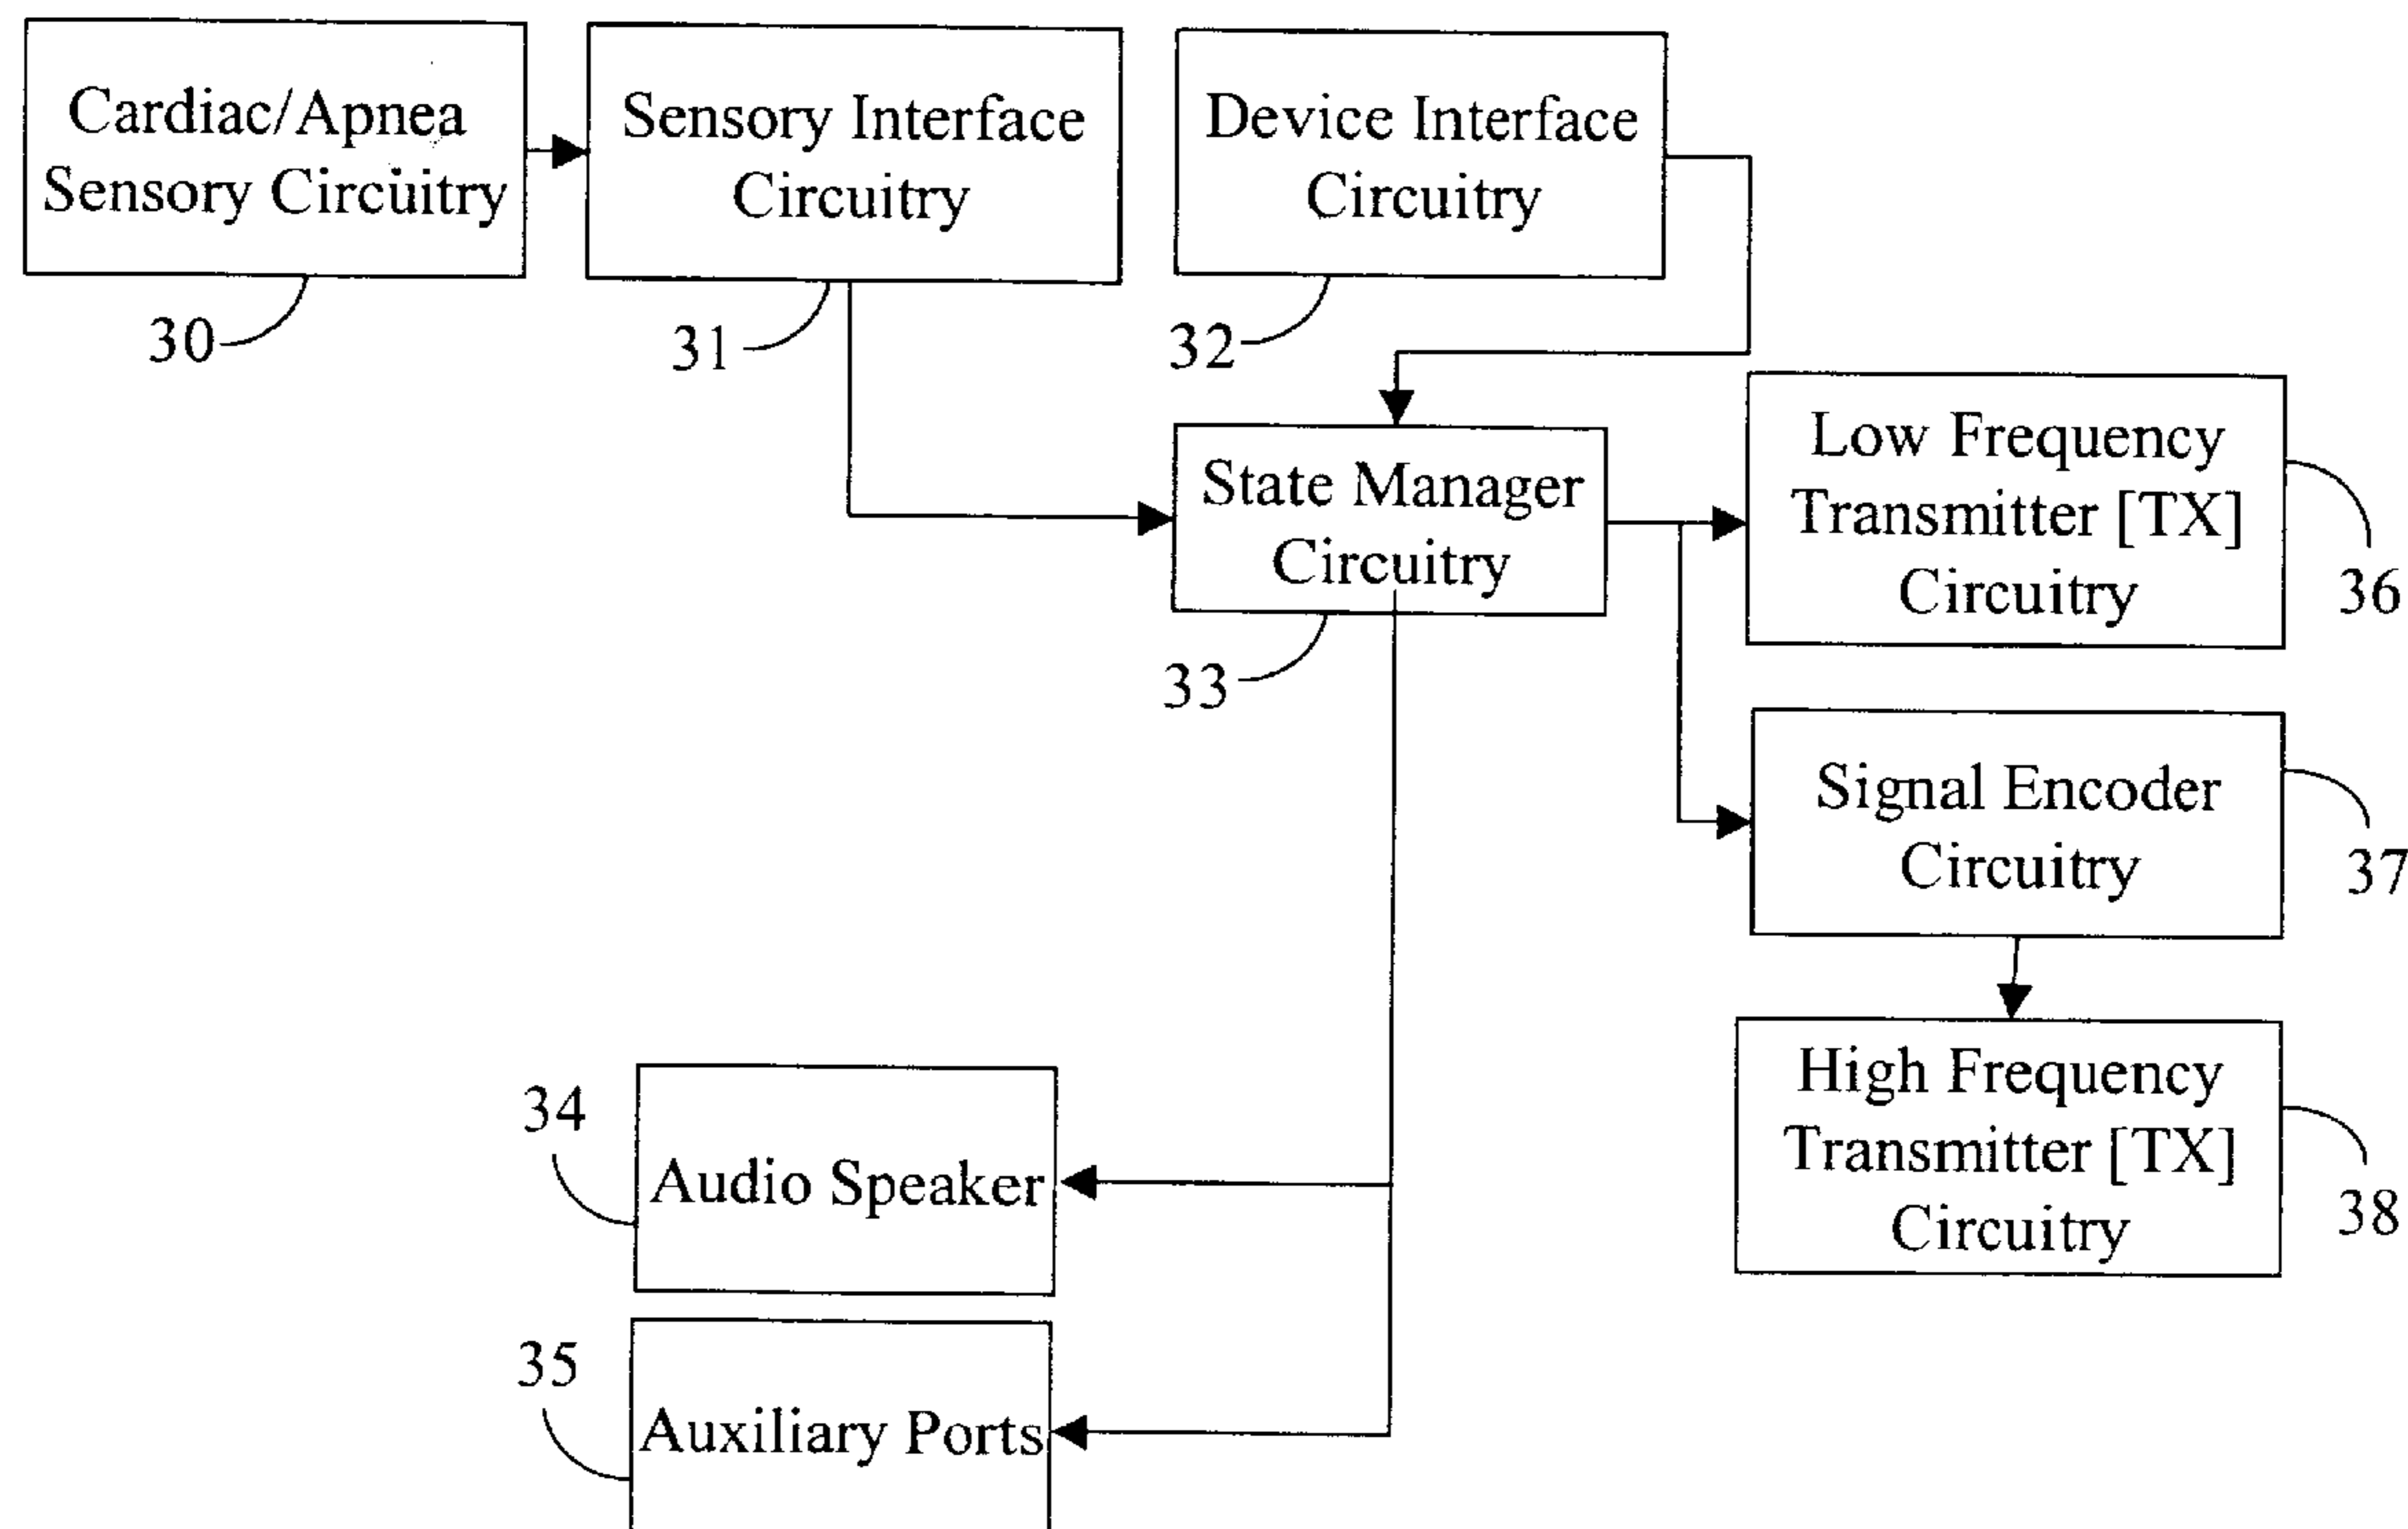 Cardiac/Apnea
Sensory Circuitry
30
Sensory Interface
Circuitry
31
Device Interface
Circuitry
32
State Manager
Circuitry
33
Low Frequency
Transmitter [TX]
Circuitry
36
Signal Encoder
Circuitry
37
High Frequency
Transmitter [TX]
Circuitry
38
34
Audio Speaker
35
Auxiliary Ports